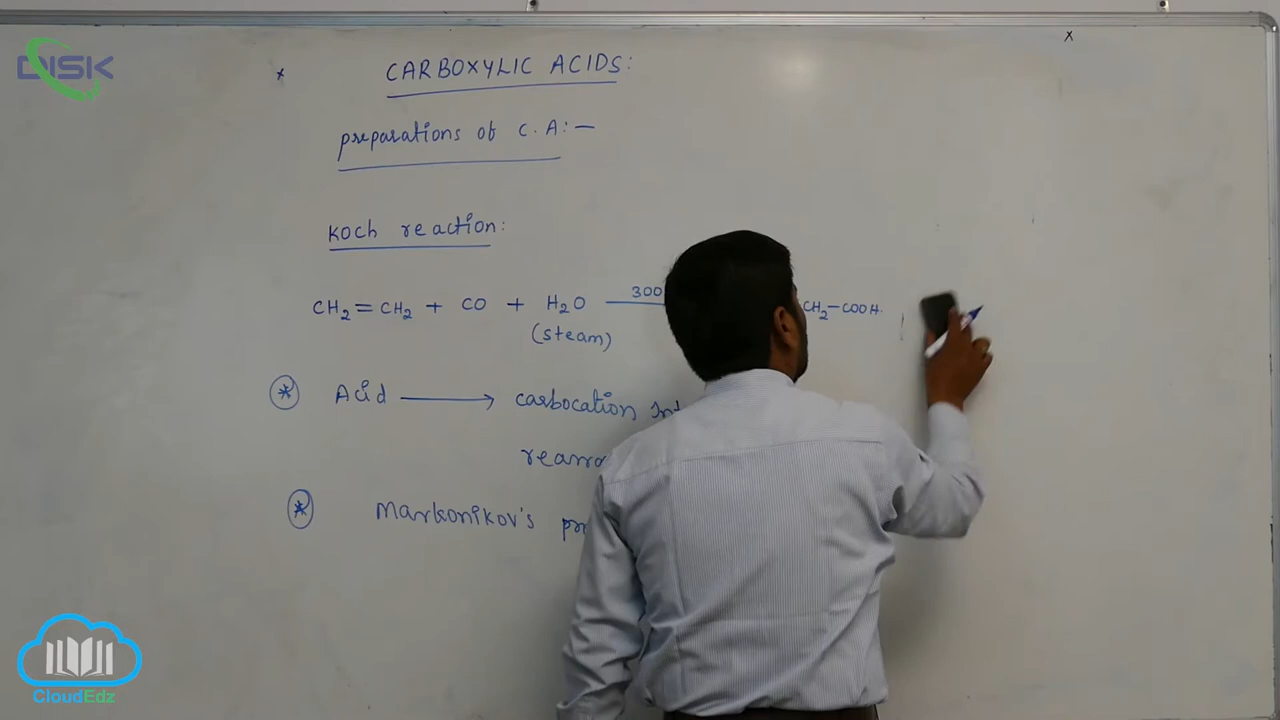 DISK
x x
CARBOXYLIC ACIDS:
preparations of C.A:-
Koch reaction:
CH2=CH2 + CO + H2O 300 CH2-COOH
(steam)
* Acid → carbocation
* Markonikov's
CloudEdz